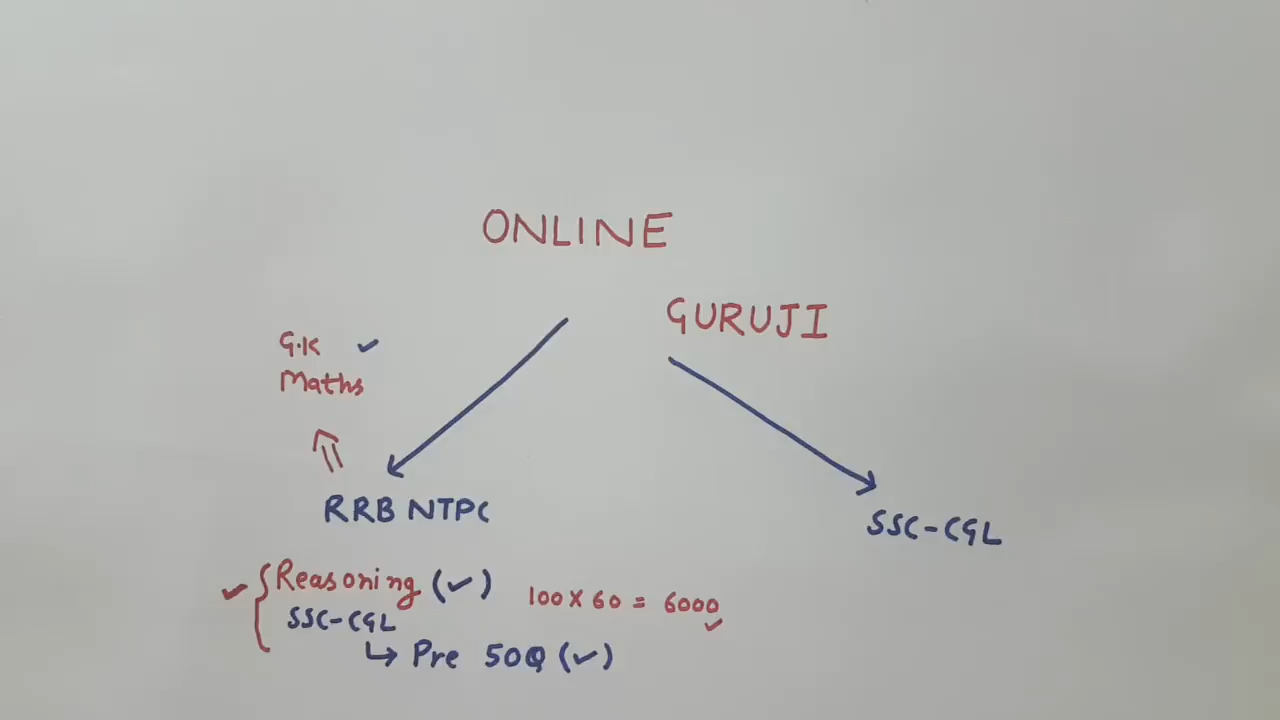 ONLINE
GURUJI
G.K ✓
Maths
RRB NTPC
SSC-CGL
✓ { Reasoning (✓)
100 X 60 = 6000 ✓
SSC-CGL
↳ Pre 50Q (✓)